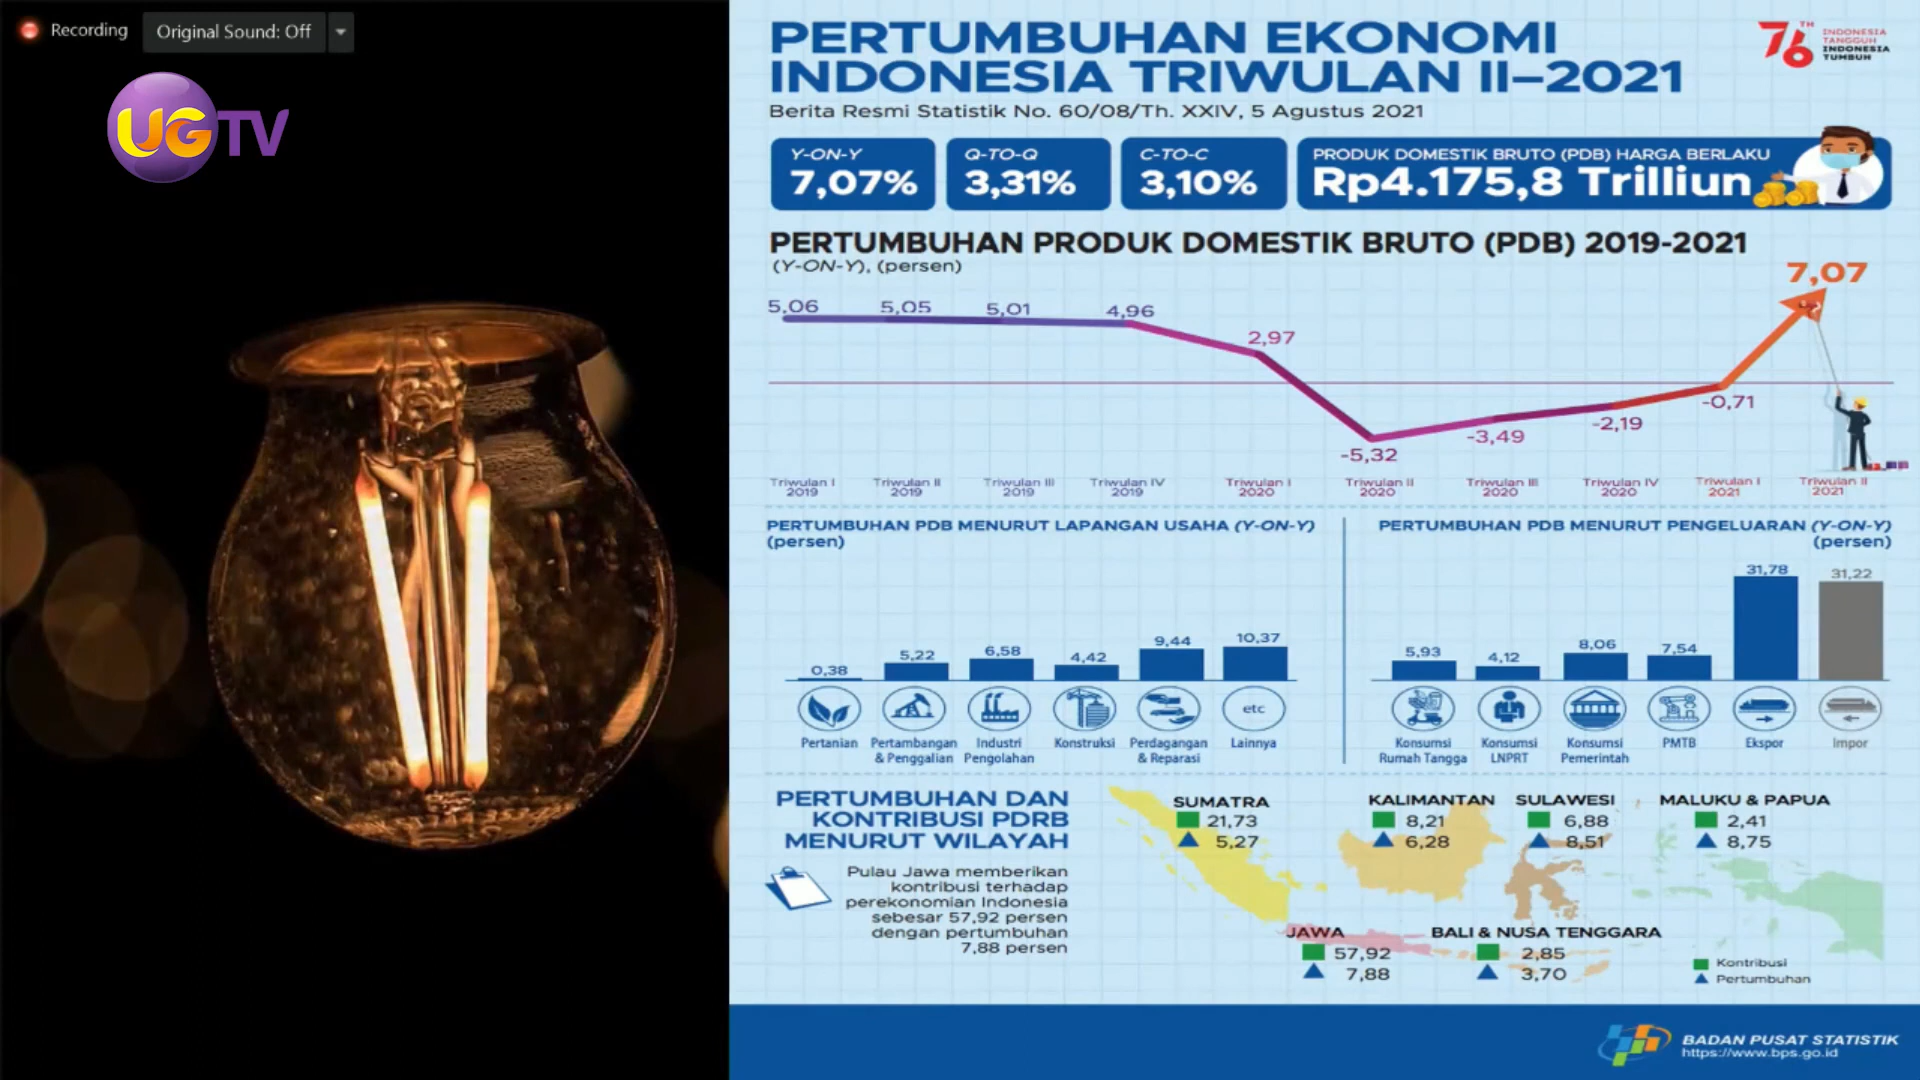 Recording
Original Sound: Off
UGTV
PERTUMBUHAN EKONOMI
INDONESIA TRIWULAN II–2021
Berita Resmi Statistik No. 60/08/Th. XXIV, 5 Agustus 2021
76TH
INDONESIA
TANGGUH
INDONESIA
TUMBUH
Y-ON-Y
7,07%
Q-TO-Q
3,31%
C-TO-C
3,10%
PRODUK DOMESTIK BRUTO (PDB) HARGA BERLAKU
Rp4.175,8 Trilliun
PERTUMBUHAN PRODUK DOMESTIK BRUTO (PDB) 2019-2021
(Y-ON-Y), (persen)
5,06
5,05
5,01
4,96
2,97
-5,32
-3,49
-2,19
-0,71
7,07
Triwulan I
2019
Triwulan II
2019
Triwulan III
2019
Triwulan IV
2019
Triwulan I
2020
Triwulan II
2020
Triwulan III
2020
Triwulan IV
2020
Triwulan I
2021
Triwulan II
2021
PERTUMBUHAN PDB MENURUT LAPANGAN USAHA (Y-ON-Y)
(persen)
0,38
5,22
6,58
4,42
9,44
10,37
etc
Pertanian
Pertambangan
& Penggalian
Industri
Pengolahan
Konstruksi
Perdagangan
& Reparasi
Lainnya
PERTUMBUHAN PDB MENURUT PENGELUARAN (Y-ON-Y)
(persen)
5,93
4,12
8,06
7,54
31,78
31,22
Konsumsi
Rumah Tangga
Konsumsi
LNPRT
Konsumsi
Pemerintah
PMTB
Ekspor
Impor
PERTUMBUHAN DAN
KONTRIBUSI PDRB
MENURUT WILAYAH
Pulau Jawa memberikan
kontribusi terhadap
perekonomian Indonesia
sebesar 57,92 persen
dengan pertumbuhan
7,88 persen
SUMATRA
21,73
5,27
KALIMANTAN
8,21
6,28
SULAWESI
6,88
8,51
MALUKU & PAPUA
2,41
8,75
JAWA
57,92
7,88
BALI & NUSA TENGGARA
2,85
3,70
Kontribusi
Pertumbuhan
BADAN PUSAT STATISTIK
https://www.bps.go.id